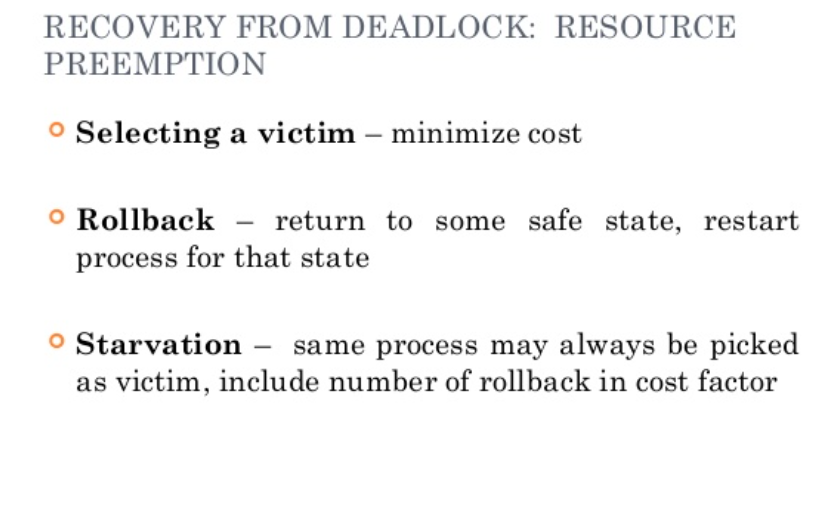 RECOVERY FROM DEADLOCK: RESOURCE
PREEMPTION
Selecting a victim – minimize cost
Rollback – return to some safe state, restart
process for that state
Starvation – same process may always be picked
as victim, include number of rollback in cost factor